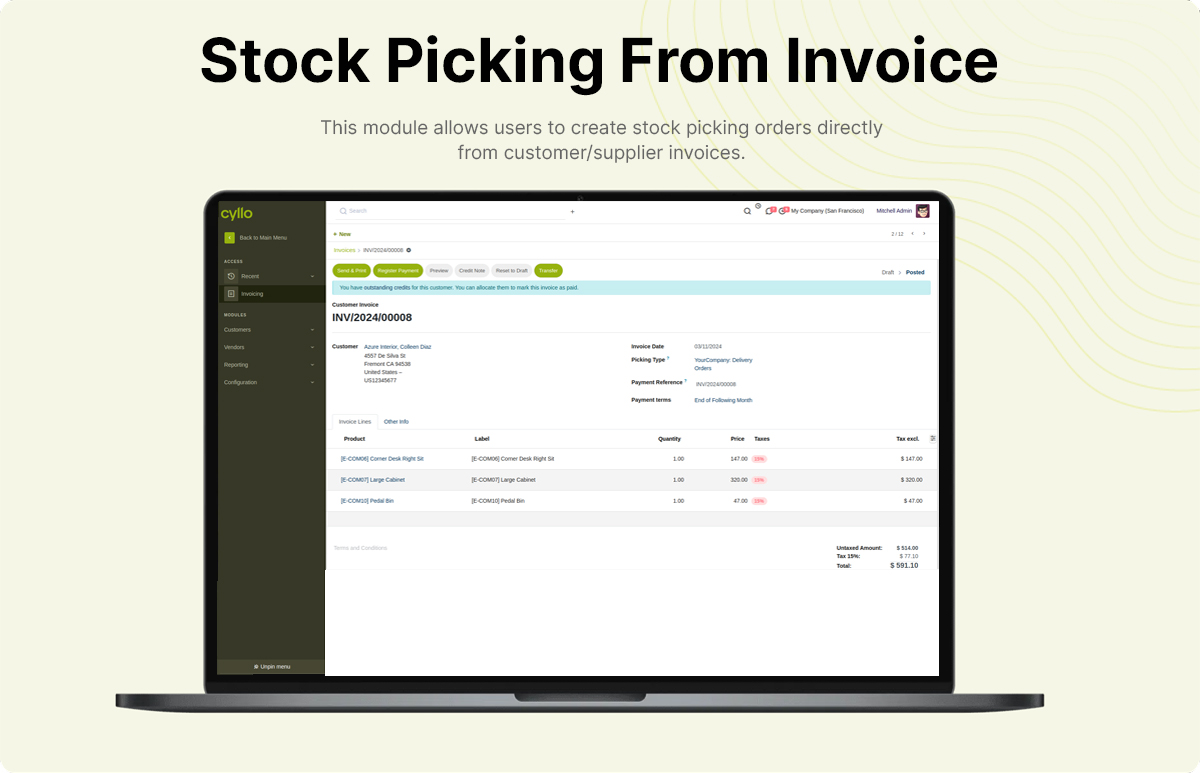 Stock Picking From Invoice
This module allows users to create stock picking orders directly
from customer/supplier invoices.
cyllo
Search
+
My Company (San Francisco)
Mitchell Admin
Back to Main Menu
+ New
2 / 12
Invoices > INV/2024/00008
ACCESS
Recent
Invoicing
MODULES
Customers
Vendors
Reporting
Configuration
Unpin menu
Send & Print
Register Payment
Preview
Credit Note
Reset to Draft
Transfer
Draft > Posted
You have outstanding credits for this customer. You can allocate them to mark this invoice as paid.
Customer Invoice
INV/2024/00008
Customer Azure Interior, Colleen Diaz
4557 De Silva St
Fremont CA 94538
United States –
US12345677
Invoice Date 03/11/2024
Picking Type ? YourCompany: Delivery
Orders
Payment Reference ? INV/2024/00008
Payment terms End of Following Month
Invoice Lines Other Info
Product Label Quantity Price Taxes Tax excl.
[E-COM06] Corner Desk Right Sit [E-COM06] Corner Desk Right Sit 1.00 147.00 15% $ 147.00
[E-COM07] Large Cabinet [E-COM07] Large Cabinet 1.00 320.00 15% $ 320.00
[E-COM10] Pedal Bin [E-COM10] Pedal Bin 1.00 47.00 15% $ 47.00
Terms and Conditions
Untaxed Amount: $ 514.00
Tax 15%: $ 77.10
Total: $ 591.10